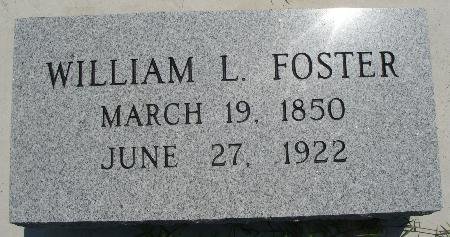 WILLIAM L. FOSTER
MARCH 19, 1850
JUNE 27, 1922